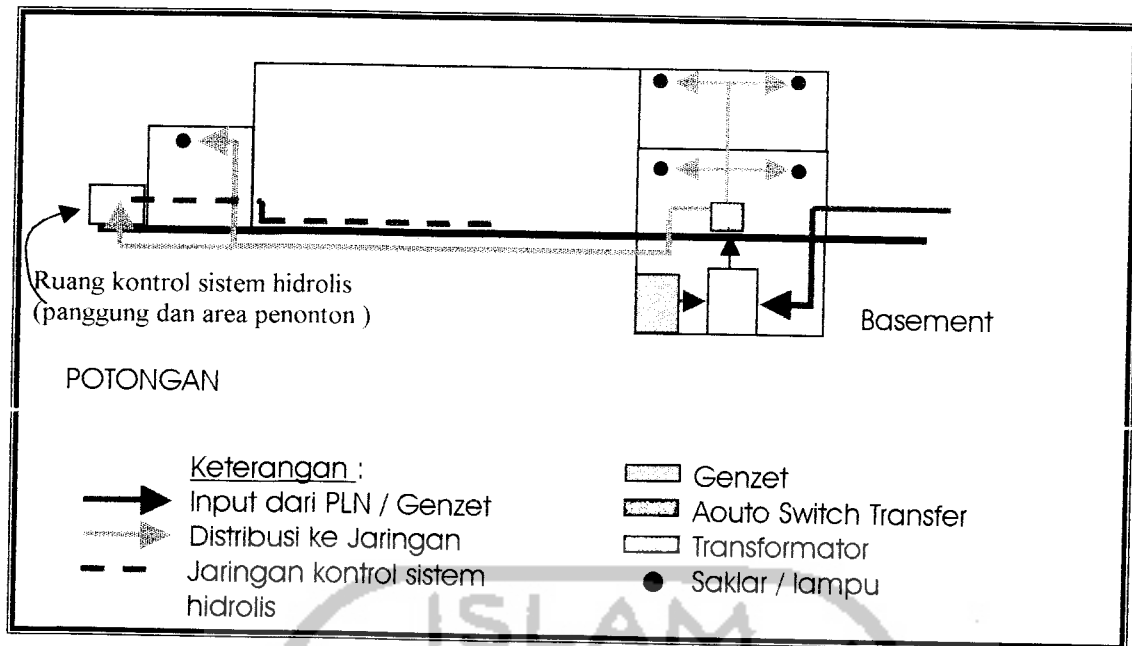 Ruang kontrol sistem hidrolis
(panggung dan area penonton )
Basement
POTONGAN
Keterangan :
Input dari PLN / Genzet
Distribusi ke Jaringan
Jaringan kontrol sistem
hidrolis
Genzet
Aouto Switch Transfer
Transformator
Saklar / lampu
ISLAM